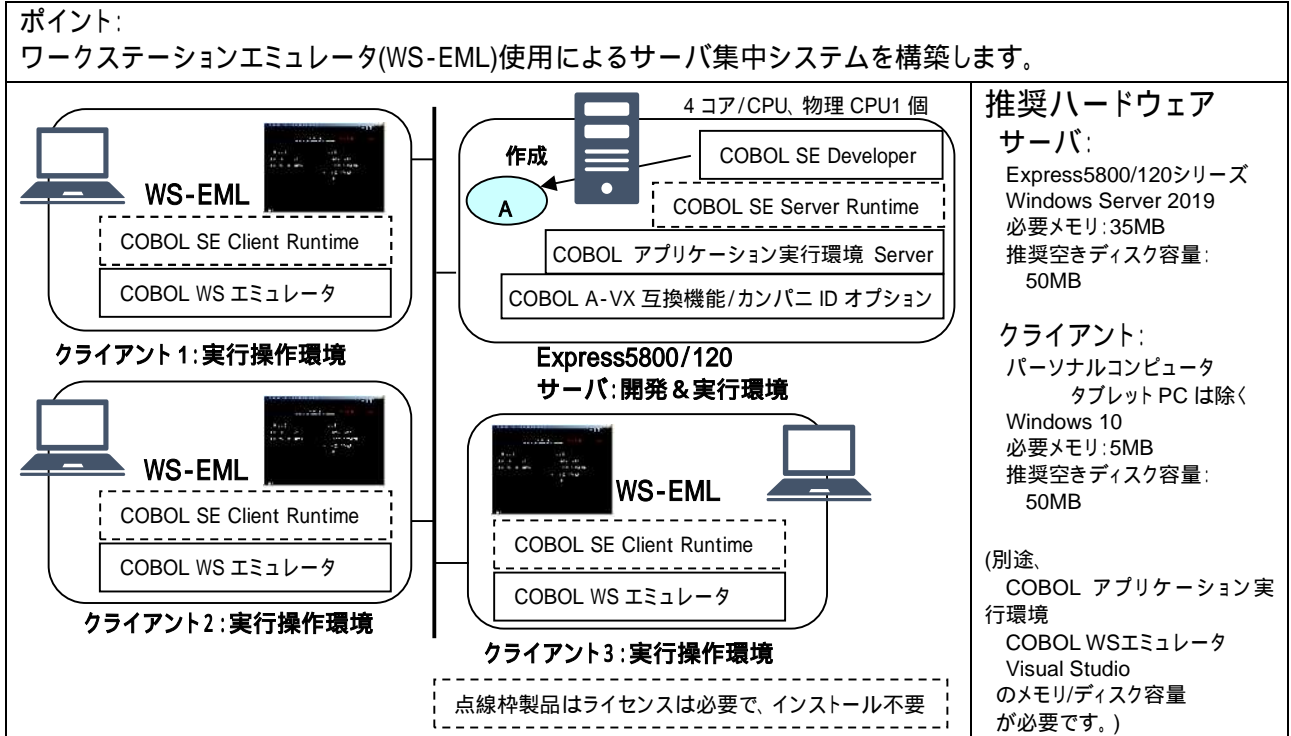 ポイント:
ワークステーションエミュレータ(WS-EML)使用によるサーバ集中システムを構築します。
WS-EML
COBOL SE Client Runtime
COBOL WS エミュレータ
クライアント1:実行操作環境
4 コア/CPU、物理 CPU1 個
作成
A
COBOL SE Developer
COBOL SE Server Runtime
COBOL アプリケーション実行環境 Server
COBOL A-VX 互換機能/カンパニ ID オプション
Express5800/120
サーバ:開発&実行環境
WS-EML
COBOL SE Client Runtime
COBOL WS エミュレータ
クライアント2:実行操作環境
WS-EML
COBOL SE Client Runtime
COBOL WS エミュレータ
クライアント3:実行操作環境
点線枠製品はライセンスは必要で、インストール不要
推奨ハードウェア
サーバ:
Express5800/120シリーズ
Windows Server 2019
必要メモリ:35MB
推奨空きディスク容量:
50MB
クライアント:
パーソナルコンピュータ
タブレット PC は除く
Windows 10
必要メモリ:5MB
推奨空きディスク容量:
50MB
(別途、
COBOL アプリケーション実
行環境
COBOL WSエミュレータ
Visual Studio
のメモリ/ディスク容量
が必要です。)